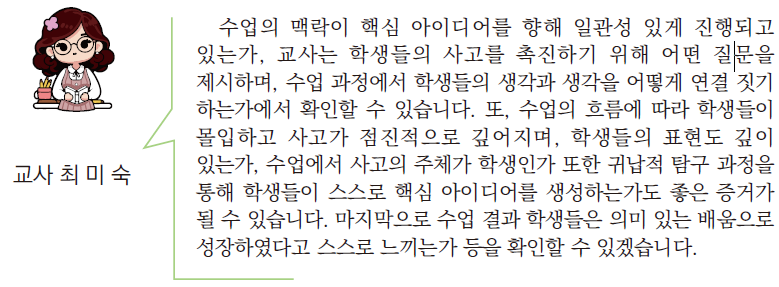 수업의 맥락이 핵심 아이디어를 향해 일관성 있게 진행되고
있는가, 교사는 학생들의 사고를 촉진하기 위해 어떤 질문을
제시하며, 수업 과정에서 학생들의 생각과 생각을 어떻게 연결 짓기
하는가에서 확인할 수 있습니다. 또, 수업의 흐름에 따라 학생들이
몰입하고 사고가 점진적으로 깊어지며, 학생들의 표현도 깊이
있는가, 수업에서 사고의 주체가 학생인가 또한 귀납적 탐구 과정을
통해 학생들이 스스로 핵심 아이디어를 생성하는가도 좋은 증거가
될 수 있습니다. 마지막으로 수업 결과 학생들은 의미 있는 배움으로
성장하였다고 스스로 느끼는가 등을 확인할 수 있겠습니다.
교사 최 미 숙